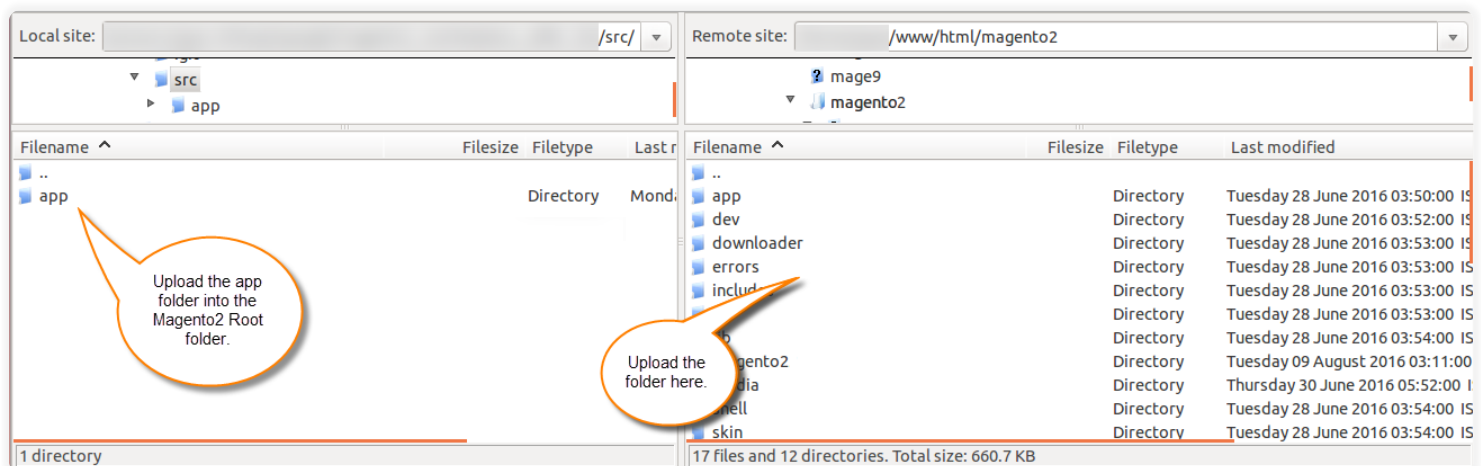 Local site: /src/
src
app
Filename Filesize Filetype Last
..
app Directory
Upload the app
folder into the
Magento2 Root
folder.
1 directory
Remote site: /www/html/magento2
mage9
magento2
Filename Filesize Filetype Last modified
..
app Directory Tuesday 28 June 2016 03:50:00
dev Directory Tuesday 28 June 2016 03:52:00
downloader Directory Tuesday 28 June 2016 03:53:00
errors Directory Tuesday 28 June 2016 03:53:00
Directory Tuesday 28 June 2016 03:53:00
Directory Tuesday 28 June 2016 03:53:00
Directory Tuesday 28 June 2016 03:54:00
Directory Tuesday 09 August 2016 03:11:00
Directory Thursday 30 June 2016 05:52:00
Directory Tuesday 28 June 2016 03:54:00
skin Directory Tuesday 28 June 2016 03:54:00
Upload the
folder here.
17 files and 12 directories. Total size: 660.7 KB